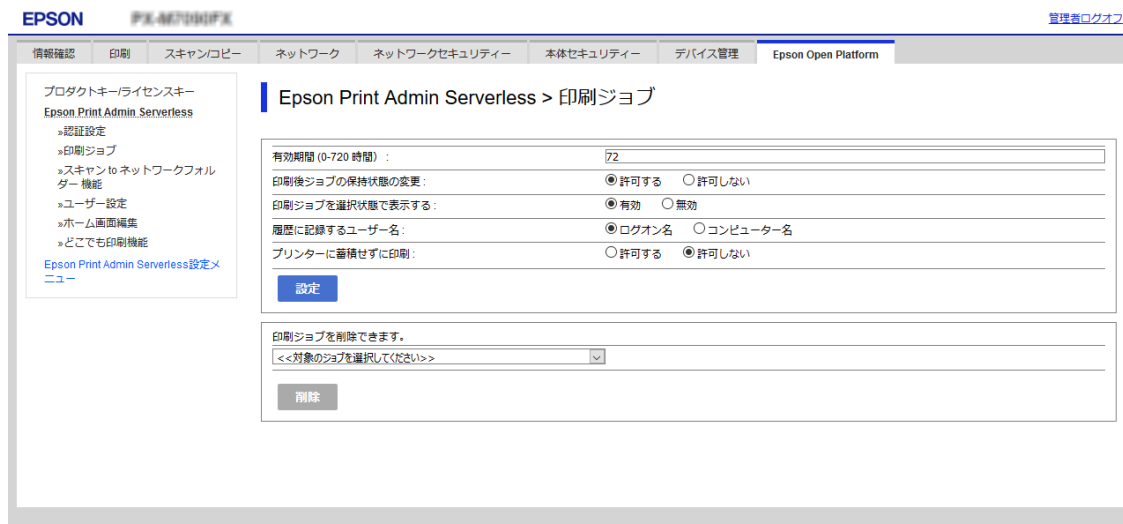 EPSON
管理者ログオフ
情報確認 印刷 スキャン/コピー ネットワーク ネットワークセキュリティー 本体セキュリティー デバイス管理 Epson Open Platform
プロダクトキー/ライセンスキー
Epson Print Admin Serverless
»認証設定
»印刷ジョブ
»スキャン to ネットワークフォル
ダー 機能
»ユーザー設定
»ホーム画面編集
»どこでも印刷機能
Epson Print Admin Serverless設定メ
ニュー
Epson Print Admin Serverless > 印刷ジョブ
有効期間 (0-720 時間) : 72
印刷後ジョブの保持状態の変更 : 許可する 許可しない
印刷ジョブを選択状態で表示する : 有効 無効
履歴に記録するユーザー名 : ログオン名 コンピューター名
プリンターに蓄積せずに印刷 : 許可する 許可しない
設定
印刷ジョブを削除できます。
<<対象のジョブを選択してください>>
削除